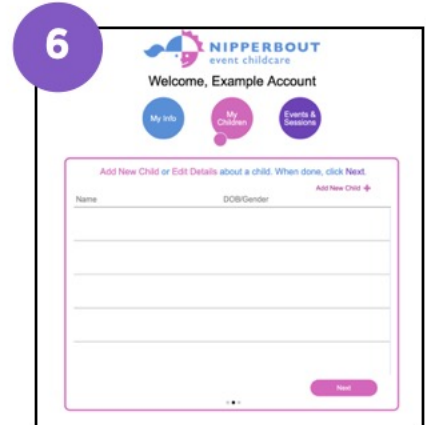 6
NIPPERBOUT
event childcare
Welcome, Example Account
My Info
My
Children
Events &
Sessions
Add New Child or Edit Details about a child. When done, click Next.
Add New Child +
Name DOB/Gender
Next